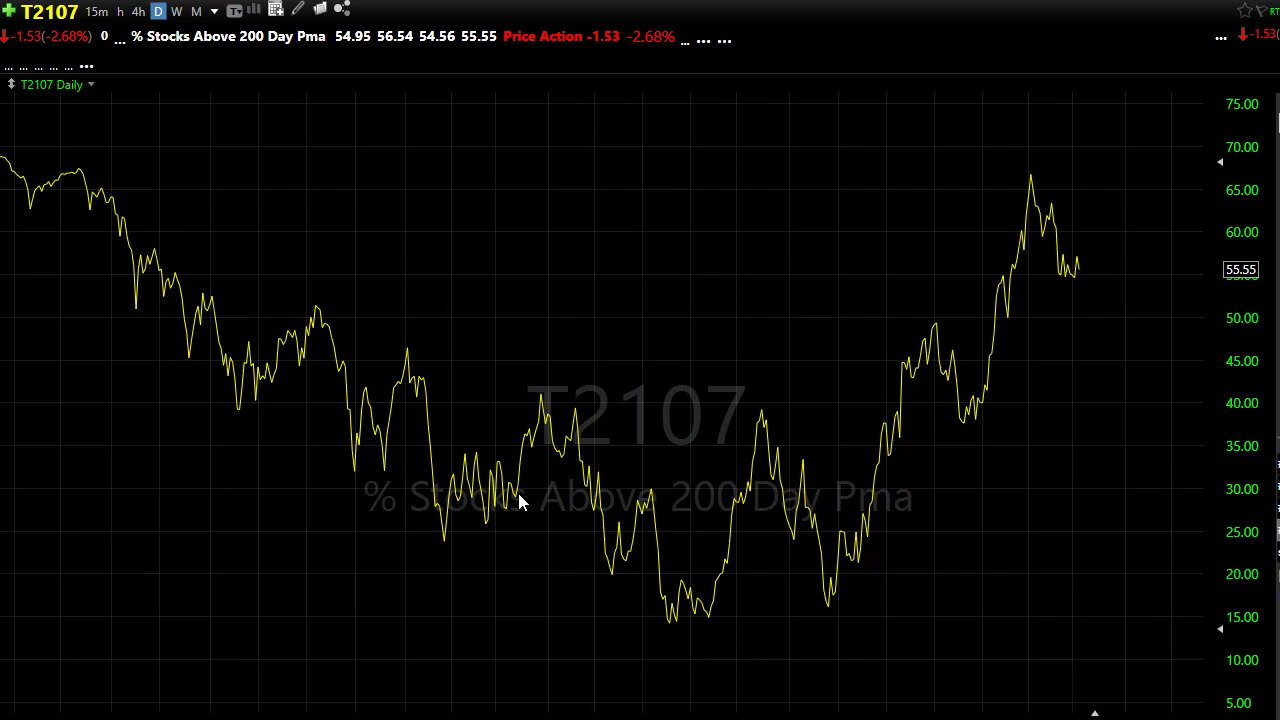 T2107 15m h 4h D W M T RT
-1.53(-2.68%) 0 ... % Stocks Above 200 Day Pma 54.95 56.54 54.56 55.55 Price Action -1.53 -2.68% ... ... ... ... -1.53(
... ... ... ... ... ...
T2107 Daily
75.00
70.00
65.00
60.00
55.55
50.00
45.00
40.00
T2107
35.00
30.00
% Stocks Above 200 Day Pma
25.00
20.00
15.00
10.00
5.00